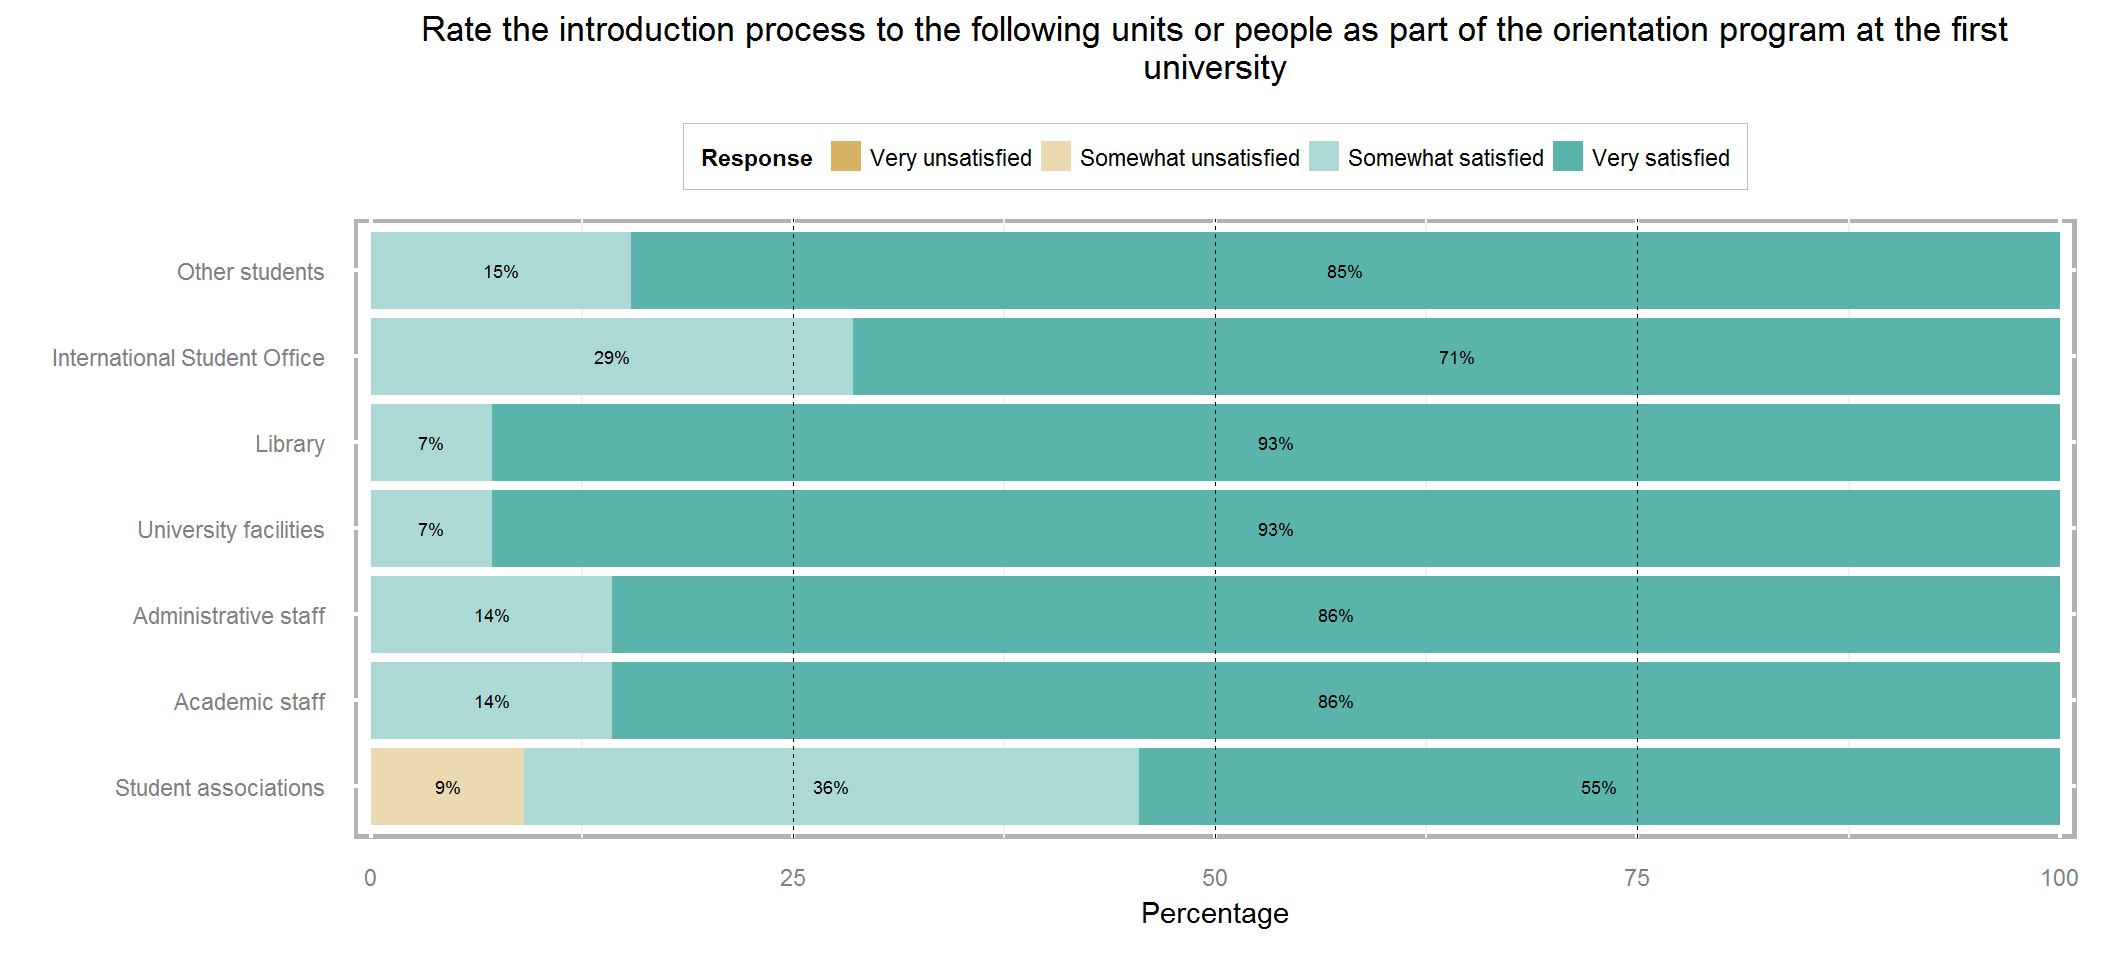 Rate the introduction process to the following units or people as part of the orientation program at the first
university
Response Very unsatisfied Somewhat unsatisfied Somewhat satisfied Very satisfied
Other students 15% 85%
International Student Office 29% 71%
Library 7% 93%
University facilities 7% 93%
Administrative staff 14% 86%
Academic staff 14% 86%
Student associations 9% 36% 55%
0 25 50 75 100
Percentage